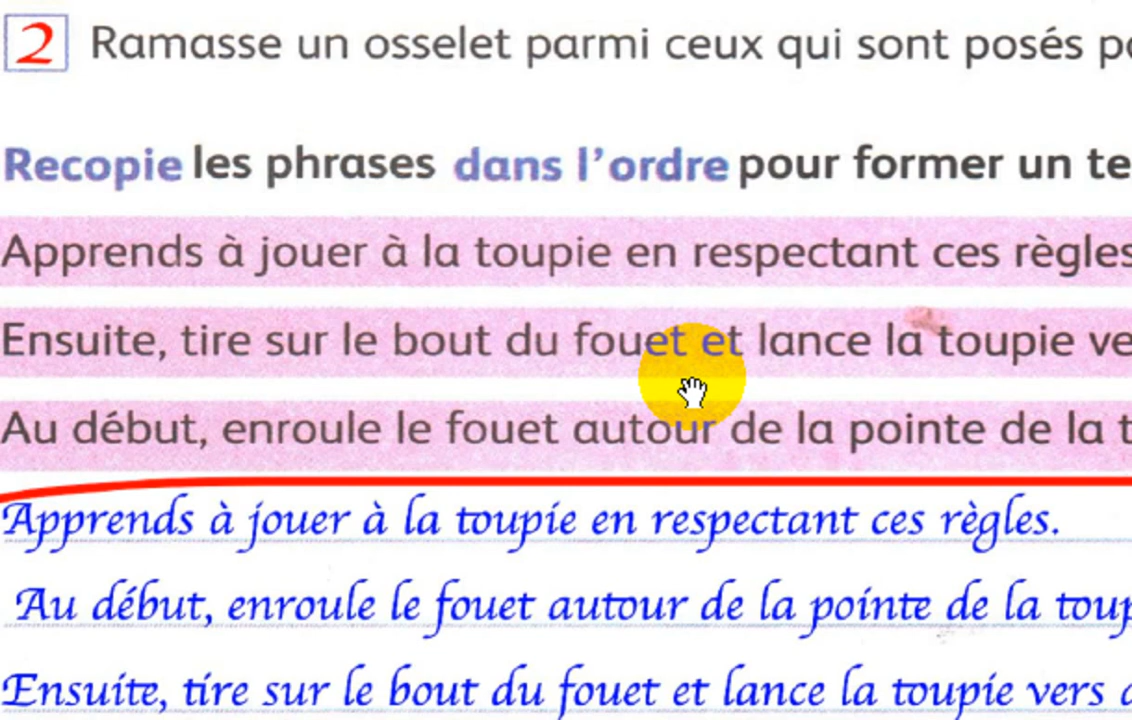 2 Ramasse un osselet parmi ceux qui sont posés
Recopie les phrases dans l'ordre pour former un
Apprends à jouer à la toupie en respectant ces règles
Ensuite, tire sur le bout du fouet et lance la toupie
Au début, enroule le fouet autour de la pointe de la
Apprends à jouer à la toupie en respectant ces règles.
Au début, enroule le fouet autour de la pointe de la
Ensuite, tire sur le bout du fouet et lance la toupie vers